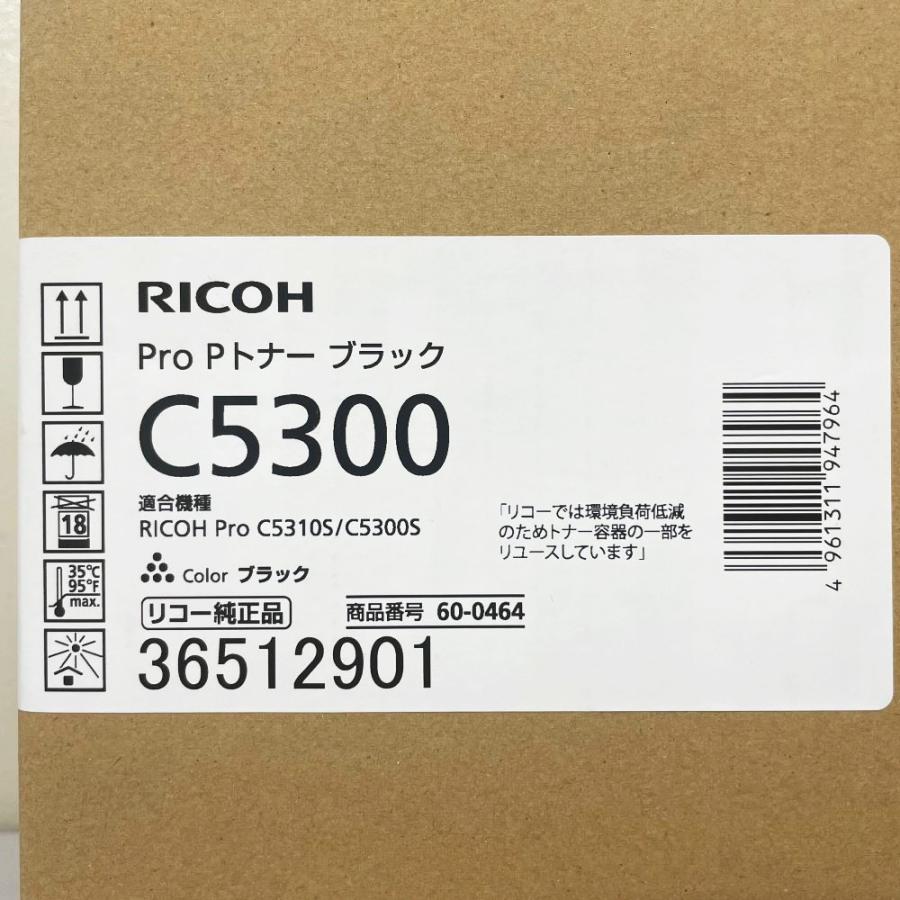 RICOH
Pro Pトナー ブラック
C5300
適合機種
RICOH Pro C5310S/C5300S
Color ブラック
リコー純正品
商品番号 60-0464
36512901
「リコーでは環境負荷低減
のためトナー容器の一部を
リユースしています」
4 961311 947964
18
35℃
95°F
max.